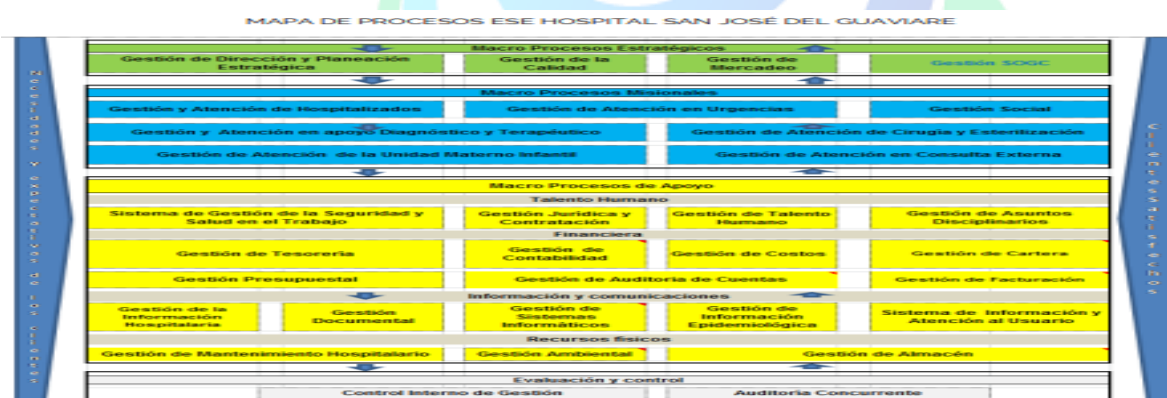 MAPA DE PROCESOS ESE HOSPITAL SAN JOSÉ DEL GUAVIARE
Necesidades y expectativas de los clientes
Macro Procesos Estratégicos
Gestión de Dirección y Planeación
Estratégica
Gestión de la
Calidad
Gestión de
Mercadeo
Gestión SOGC
Macro Procesos Misionales
Gestión y Atención de Hospitalizados
Gestión de Atención en Urgencias
Gestión Social
Gestión y Atención en apoyo Diagnóstico y Terapéutico
Gestión de Atención de Cirugía y Esterilización
Gestión de Atención de la Unidad Materno Infantil
Gestión de Atención en Consulta Externa
Macro Procesos de Apoyo
Talento Humano
Sistema de Gestión de la Seguridad y
Salud en el Trabajo
Gestión Jurídica y
Contratación
Gestión de Talento
Humano
Gestión de Asuntos
Disciplinarios
Financiera
Gestión de Tesorería
Gestión de
Contabilidad
Gestión de Costos
Gestión de Cartera
Gestión Presupuestal
Gestión de Auditoria de Cuentas
Gestión de Facturación
Información y comunicaciones
Gestión de la
Información
Hospitalaria
Gestión
Documental
Gestión de
Sistemas
Informáticos
Gestión de
Información
Epidemiológica
Sistema de Información y
Atención al Usuario
Recursos físicos
Gestión de Mantenimiento Hospitalario
Gestión Ambiental
Gestión de Almacén
Evaluación y control
Control Interno de Gestión
Auditoría Concurrente
Clientes satisfechos